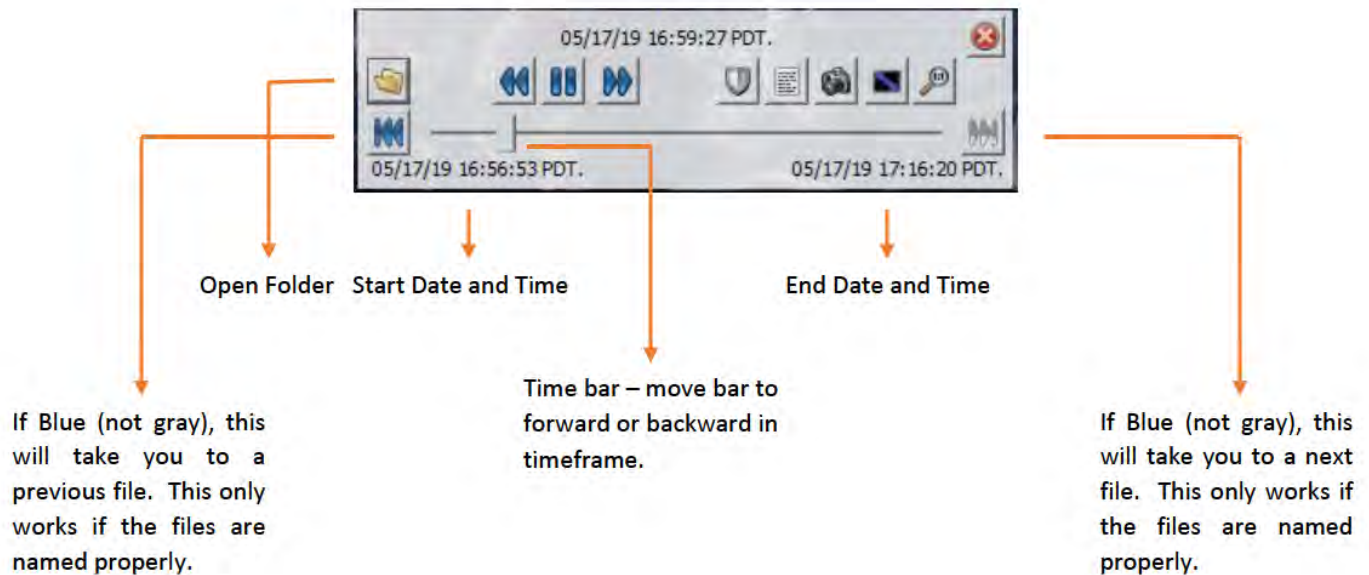 05/17/19 16:59:27 PDT.
05/17/19 16:56:53 PDT.
05/17/19 17:16:20 PDT.
Open Folder
Start Date and Time
End Date and Time
If Blue (not gray), this
will take you to a
previous file. This only
works if the files are
named properly.
Time bar – move bar to
forward or backward in
timeframe.
If Blue (not gray), this
will take you to a next
file. This only works if
the files are named
properly.